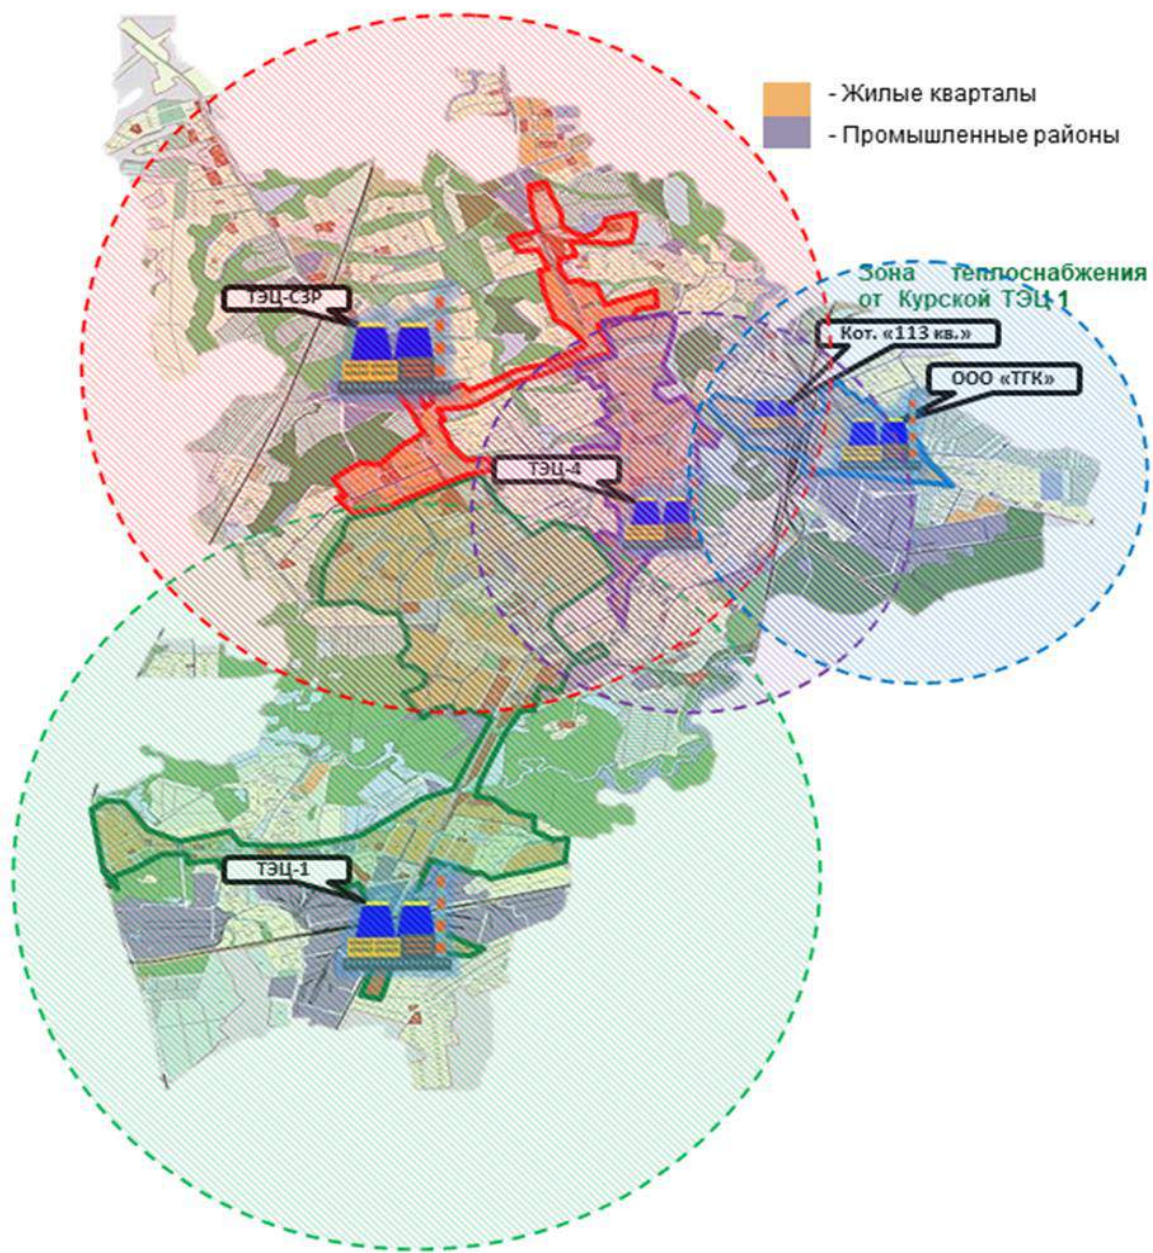 - Жилые кварталы
- Промышленные районы
Зона теплоснабжения
от Курской ТЭЦ 1
ТЭЦ-СЗР
Кот. «113 кв.»
ООО «ТГК»
ТЭЦ-4
ТЭЦ-1